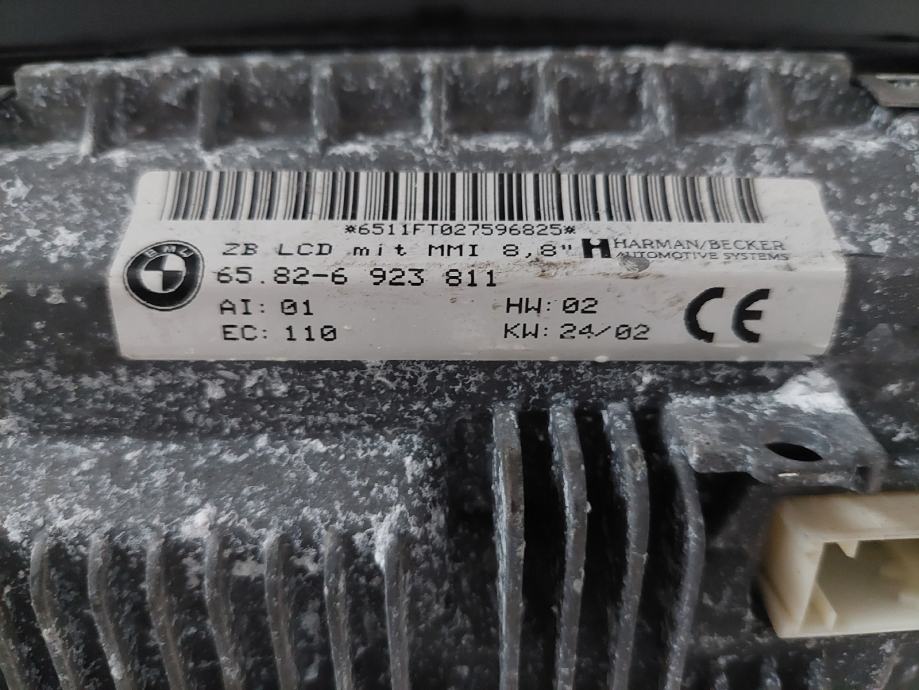 *6511FT027596825*
ZB LCD mit MMI 8,8" HARMAN/BECKER
AUTOMOTIVE SYSTEMS
BMW
65.82-6 923 811
AI: 01 HW: 02
EC: 110 KW: 24/02
CE